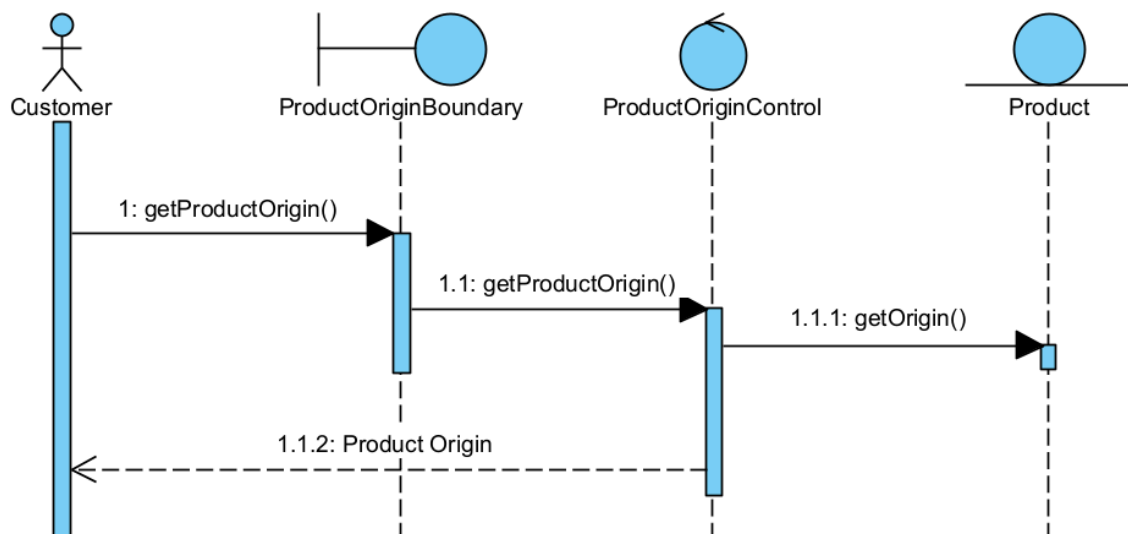 Customer
ProductOriginBoundary
ProductOriginControl
Product
1: getProductOrigin()
1.1: getProductOrigin()
1.1.1: getOrigin()
1.1.2: Product Origin